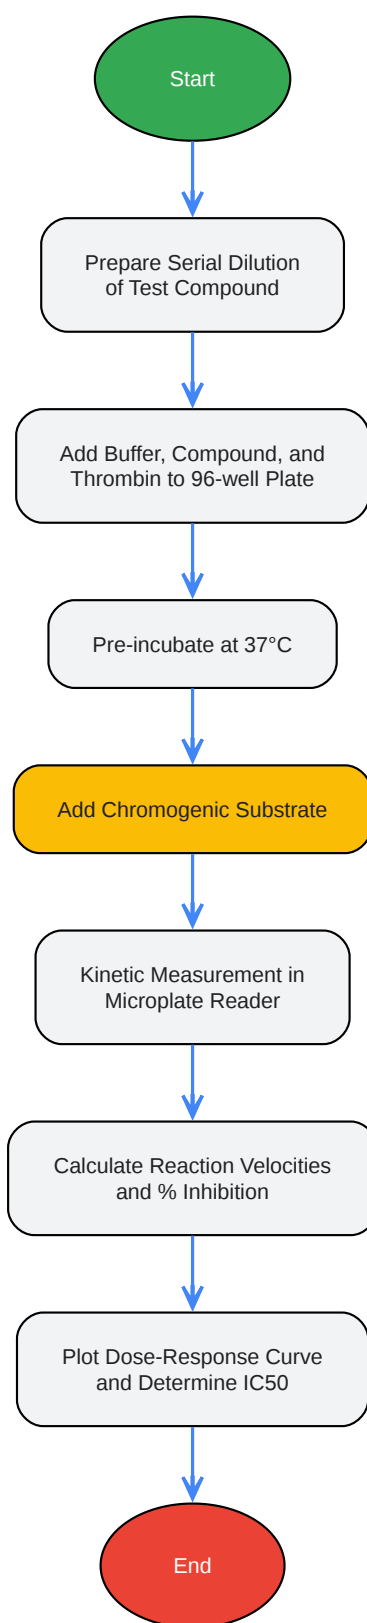 Start
Prepare Serial Dilution
of Test Compound
Add Buffer, Compound, and
Thrombin to 96-well Plate
Pre-incubate at 37°C
Add Chromogenic Substrate
Kinetic Measurement in
Microplate Reader
Calculate Reaction Velocities
and % Inhibition
Plot Dose-Response Curve
and Determine IC50
End